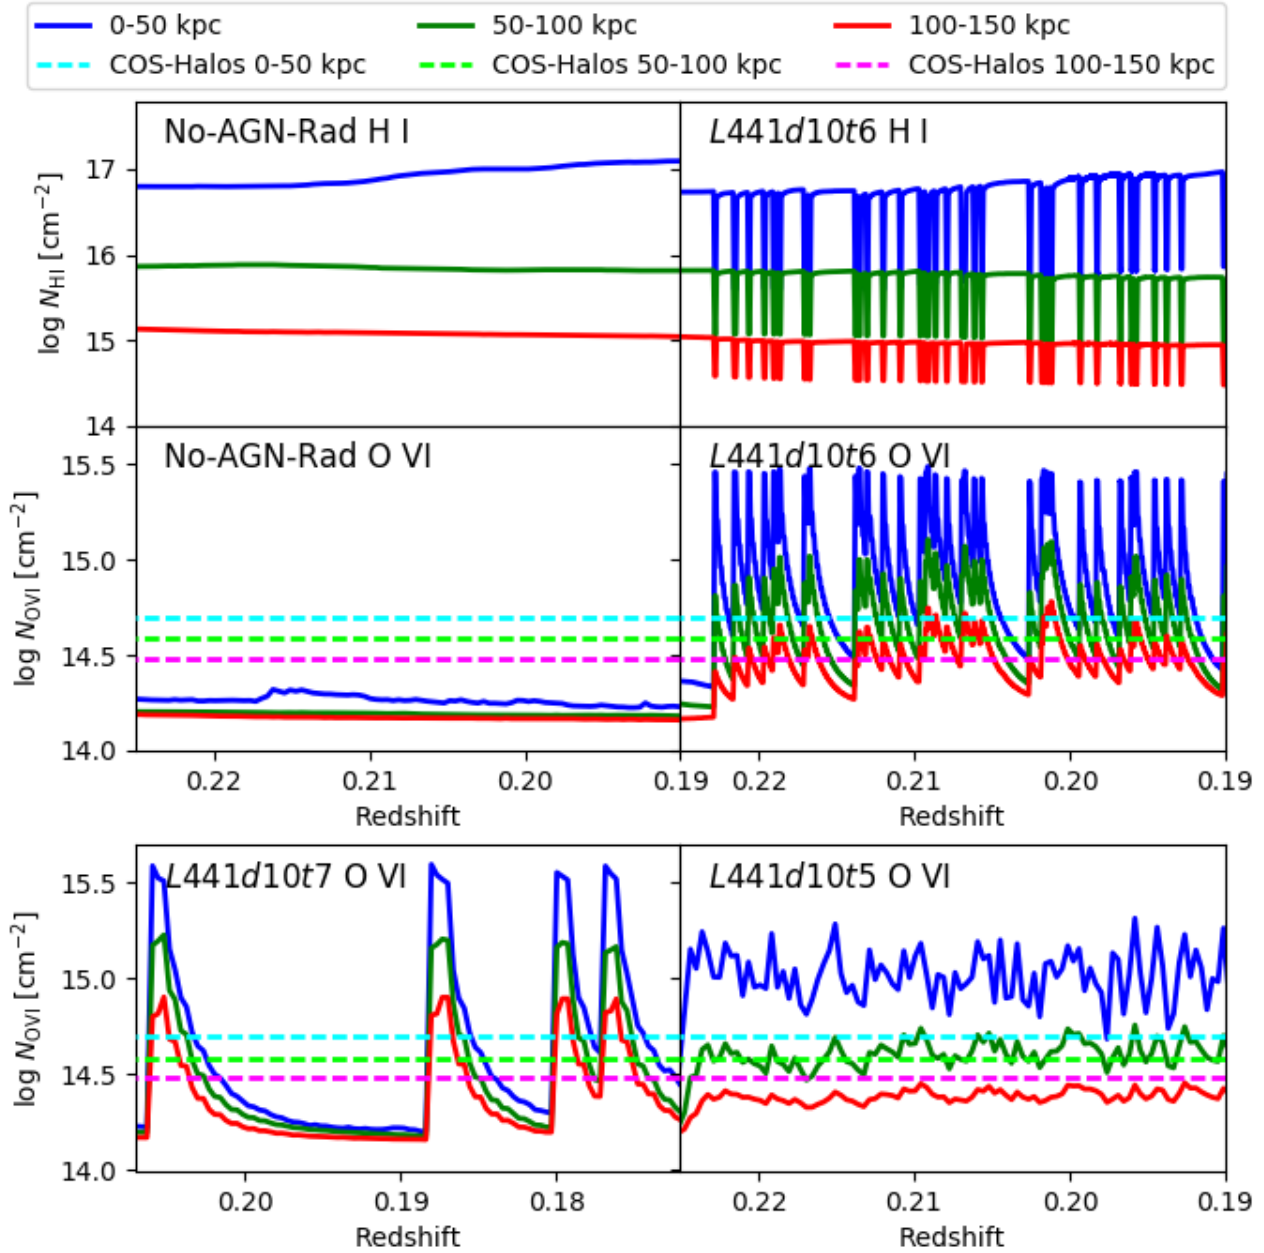 0-50 kpc 50-100 kpc 100-150 kpc
COS-Halos 0-50 kpc COS-Halos 50-100 kpc COS-Halos 100-150 kpc
No-AGN-Rad H I L441d10t6 H I
17
16
15
14
log N_HI [cm⁻²]
No-AGN-Rad O VI L441d10t6 O VI
15.5
15.0
14.5
14.0
log N_OVI [cm⁻²]
0.22 0.21 0.20 0.19 0.22 0.21 0.20 0.19
Redshift Redshift
L441d10t7 O VI L441d10t5 O VI
15.5
15.0
14.5
14.0
log N_OVI [cm⁻²]
0.20 0.19 0.18 0.22 0.21 0.20 0.19
Redshift Redshift